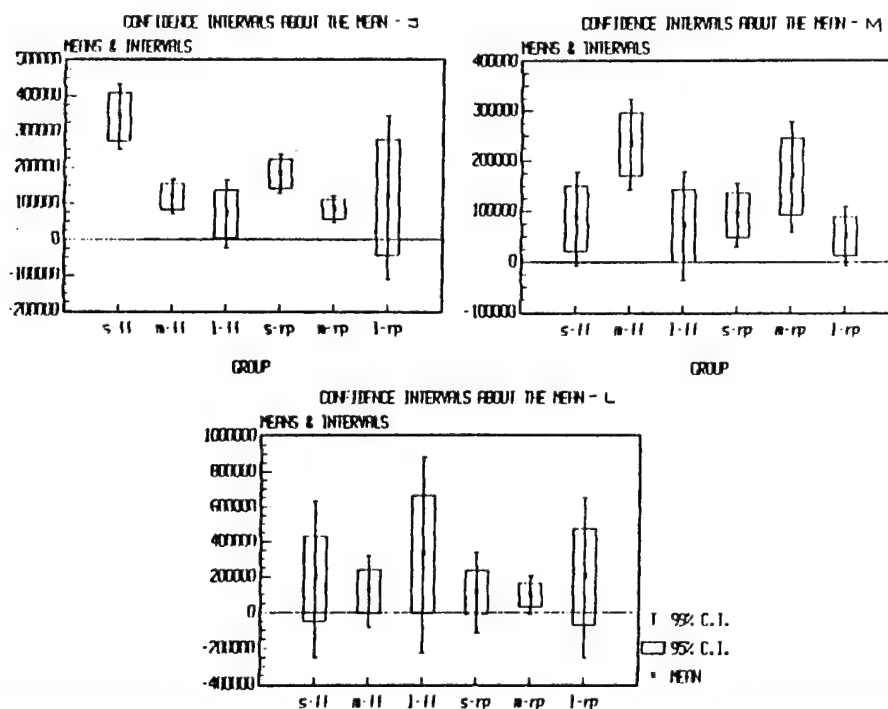 CONFIDENCE INTERVALS ABOUT THE MEAN - S
MEANS & INTERVALS
500000
400000
300000
200000
100000
0
-100000
-200000
s-ll m-ll l-ll s-rp m-rp l-rp
GROUP
CONFIDENCE INTERVALS ABOUT THE MEAN - M
MEANS & INTERVALS
400000
300000
200000
100000
0
-100000
s-ll m-ll l-ll s-rp m-rp l-rp
GROUP
CONFIDENCE INTERVALS ABOUT THE MEAN - L
MEANS & INTERVALS
1000000
800000
600000
400000
200000
0
-200000
-400000
s-ll m-ll l-ll s-rp m-rp l-rp
99% C.I.
95% C.I.
MEAN